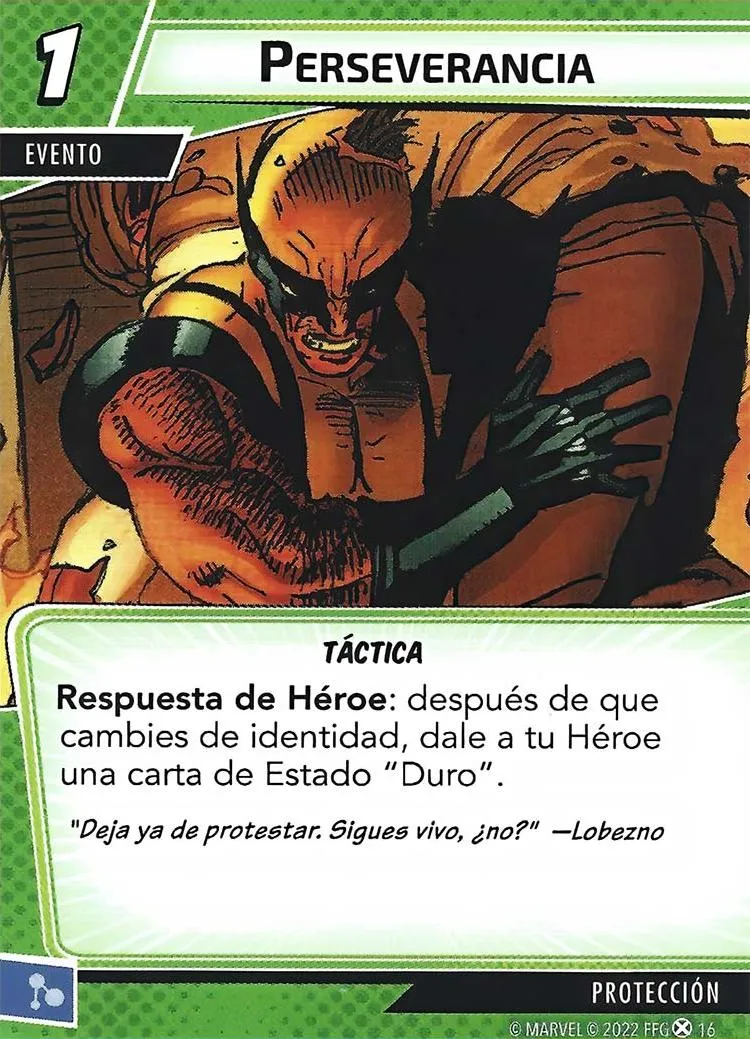 1
PERSEVERANCIA
EVENTO
TÁCTICA
Respuesta de Héroe: después de que
cambies de identidad, dale a tu Héroe
una carta de Estado “Duro”.
"Deja ya de protestar. Sigues vivo, ¿no?" —Lobezno
PROTECCIÓN
© MARVEL © 2022 FFG 16